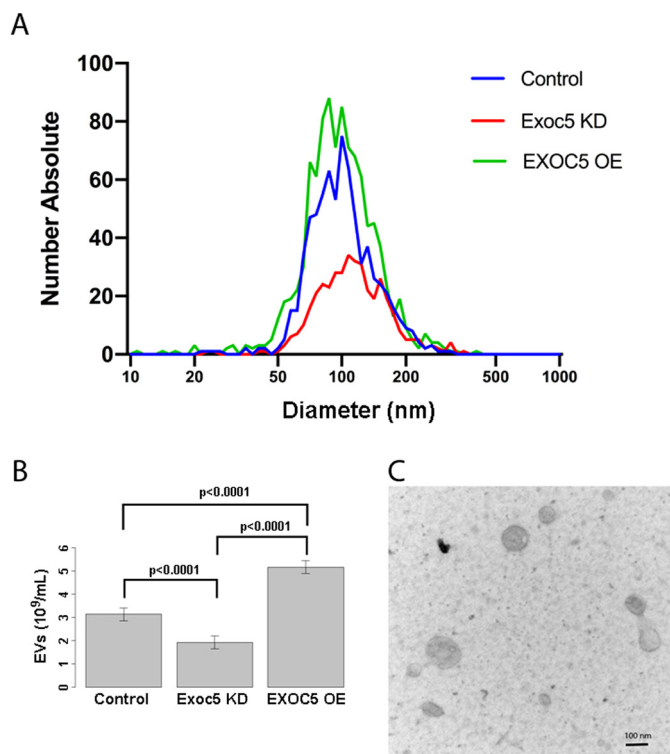 A
100
80
60
40
20
0
Number Absolute
10 20 50 100 200 500 1000
Diameter (nm)
Control
Exoc5 KD
EXOC5 OE
B
p<0.0001
p<0.0001
p<0.0001
6
5
4
3
2
1
0
EVs (10⁹/mL)
Control Exoc5 KD EXOC5 OE
C
100 nm